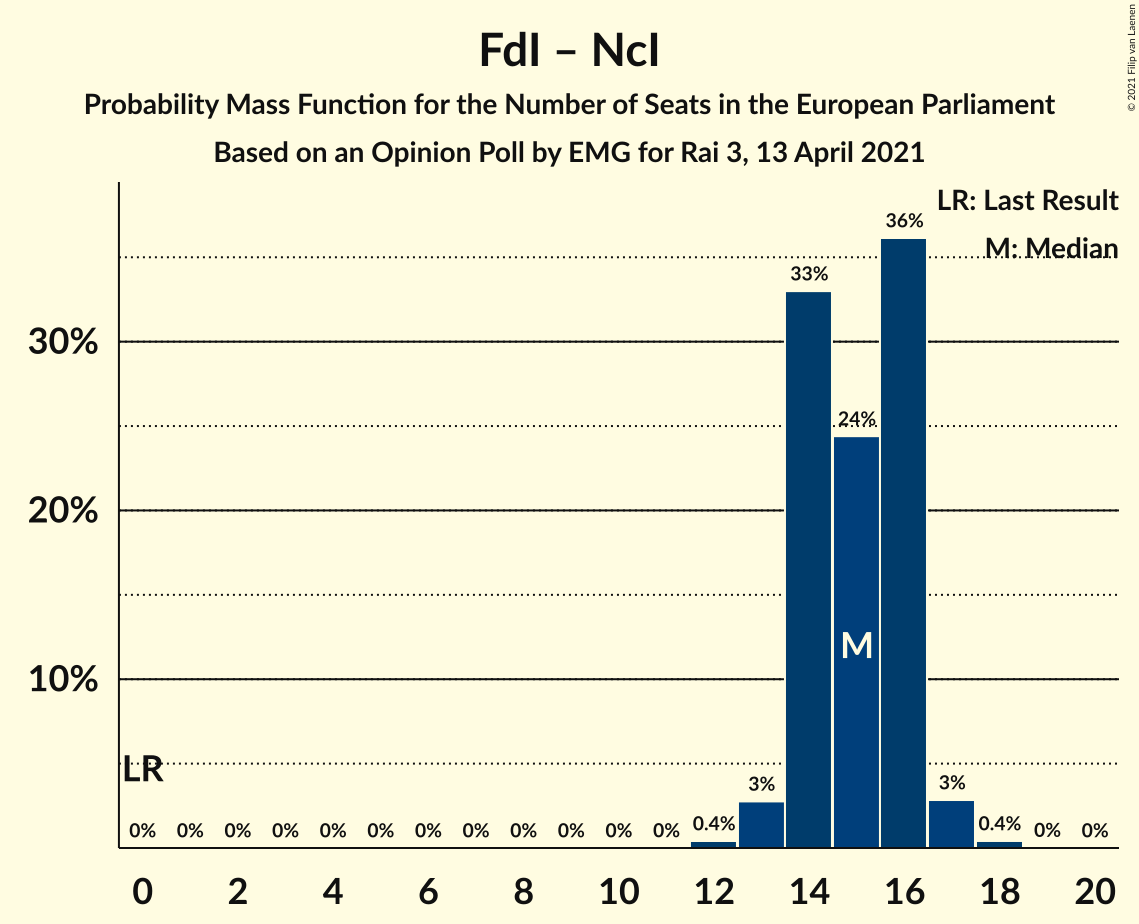 FdI – NcI
Probability Mass Function for the Number of Seats in the European Parliament
Based on an Opinion Poll by EMG for Rai 3, 13 April 2021
© 2021 Filip van Laenen
LR: Last Result
M: Median
36%
33%
30%
24%
20%
M
10%
LR
0% 0% 0% 0% 0% 0% 0% 0% 0% 0% 0% 0% 0.4% 3% 3% 0.4% 0% 0%
0 2 4 6 8 10 12 14 16 18 20